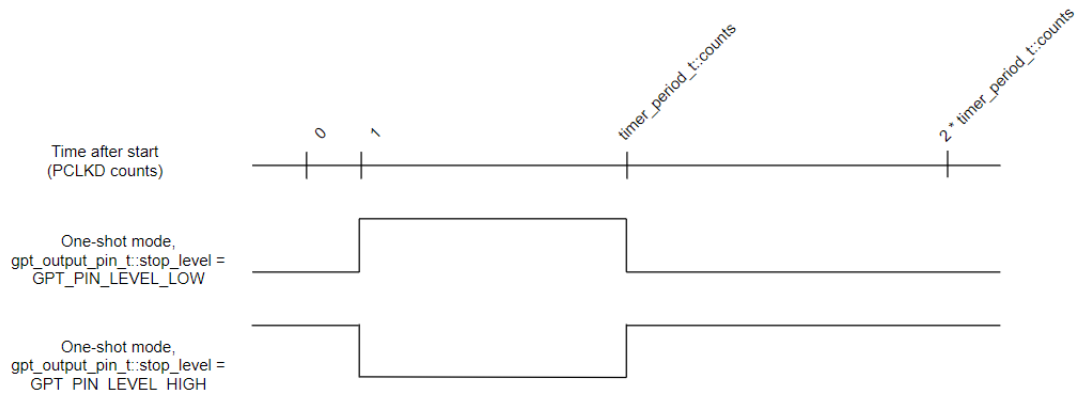 0
1
timer_period_t::counts
2 * timer_period_t::counts
Time after start
(PCLKD counts)
One-shot mode,
gpt_output_pin_t::stop_level =
GPT_PIN_LEVEL_LOW
One-shot mode,
gpt_output_pin_t::stop_level =
GPT_PIN_LEVEL_HIGH